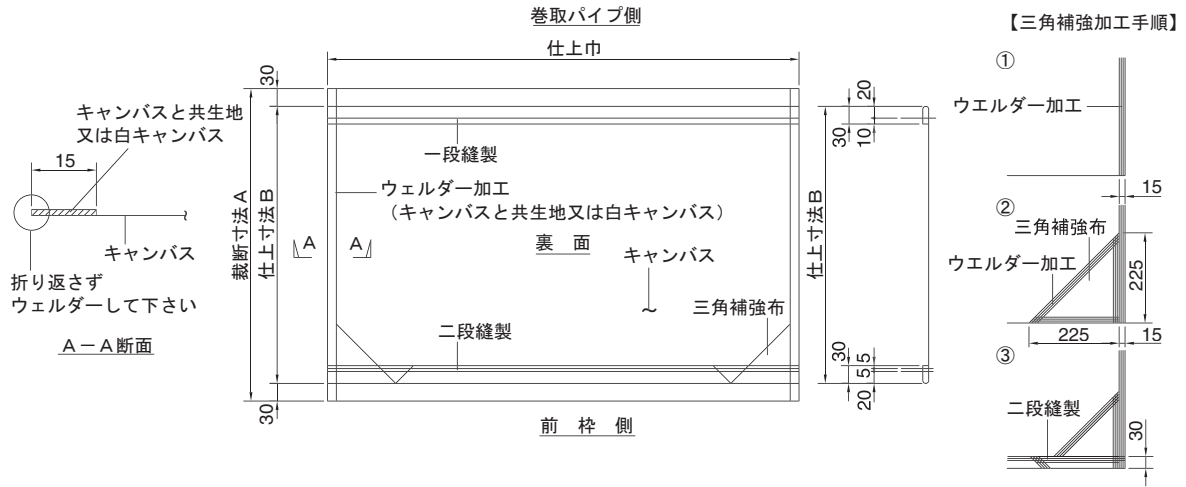 巻取パイプ側
仕上巾
30
裁断寸法A
仕上寸法B
30
キャンバスと共生地
又は白キャンバス
15
キャンバス
折り返さず
ウェルダーして下さい
A－A断面
一段縫製
ウェルダー加工
（キャンバスと共生地又は白キャンバス）
A
A
裏　面
キャンバス
～
三角補強布
二段縫製
前　枠　側
仕上寸法B
30
20
10
30
5
5
20
【三角補強加工手順】
①
ウエルダー加工
15
②
三角補強布
ウエルダー加工
225
225
15
③
二段縫製
30